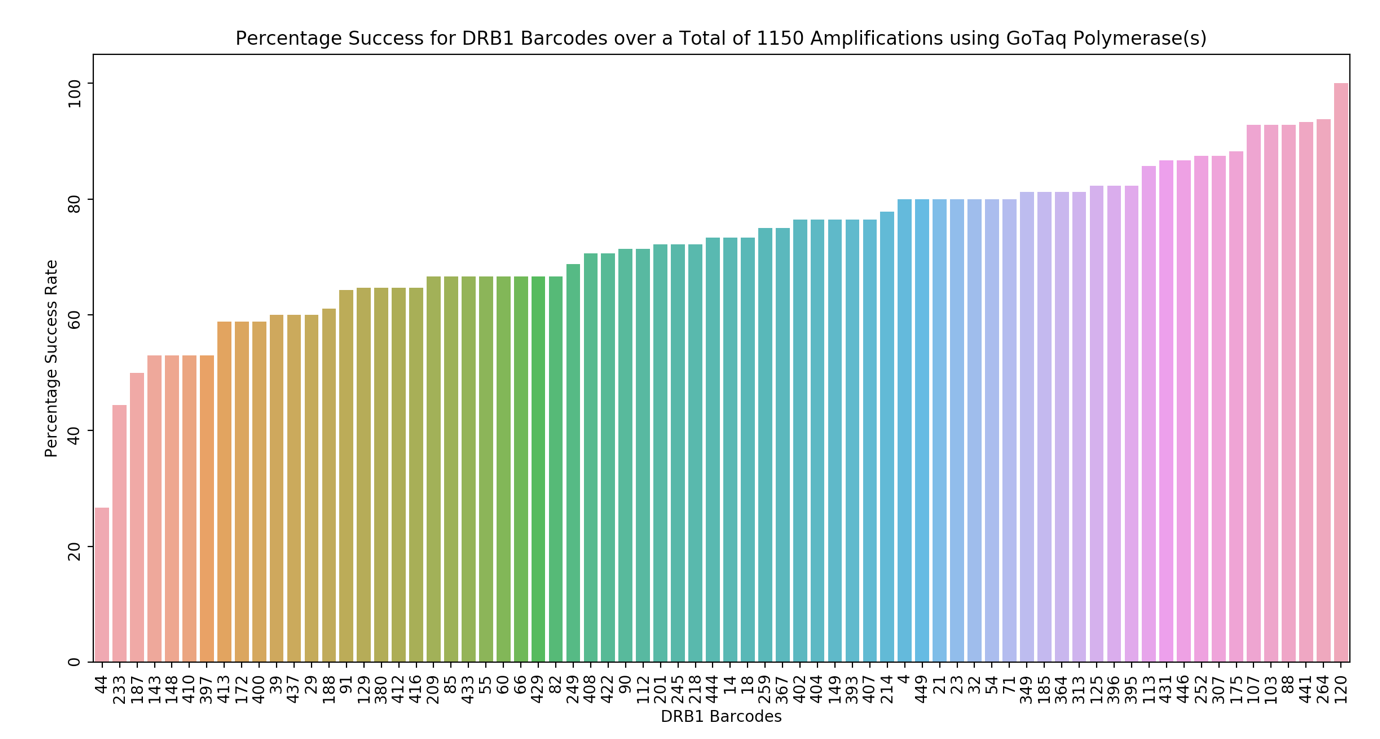 Percentage Success for DRB1 Barcodes over a Total of 1150 Amplifications using GoTaq Polymerase(s)
Percentage Success Rate
100
80
60
40
20
0
44 233 187 143 148 410 397 413 172 400 39 437 29 188 91 129 380 412 416 209 85 433 55 60 66 429 82 249 408 422 90 112 201 245 218 444 14 18 259 367 402 404 149 393 407 214 4 449 21 23 32 54 71 349 185 364 313 125 396 395 113 431 446 252 307 175 107 103 88 441 264 120
DRB1 Barcodes